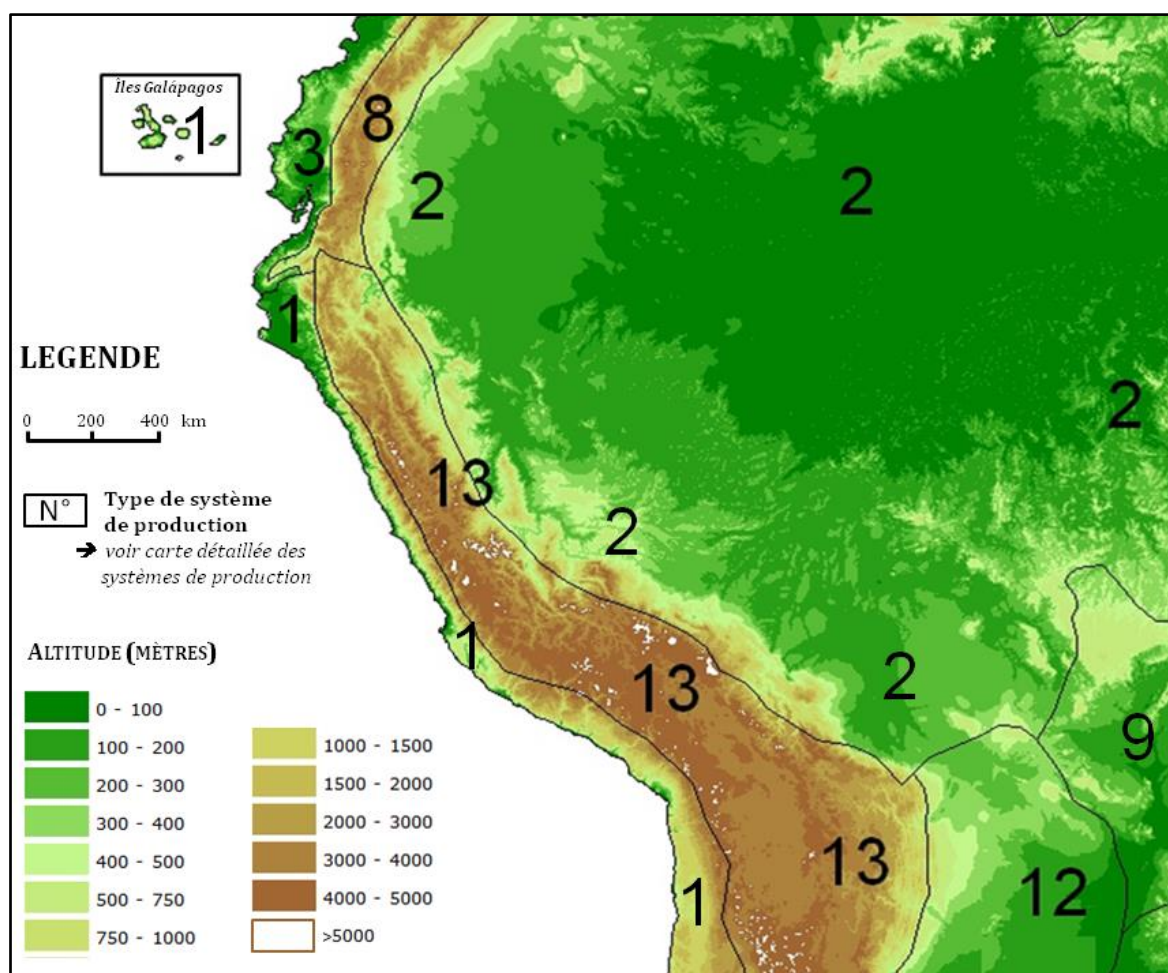 Îles Galápagos
1
8
3
2
2
1
LEGENDE
0 200 400 km
2
13
N° Type de système
de production
➔ voir carte détaillée des
systèmes de production
2
1
13
2
9
ALTITUDE (MÈTRES)
0 - 100
100 - 200
200 - 300
300 - 400
400 - 500
500 - 750
750 - 1000
1000 - 1500
1500 - 2000
2000 - 3000
3000 - 4000
4000 - 5000
>5000
1
13
12